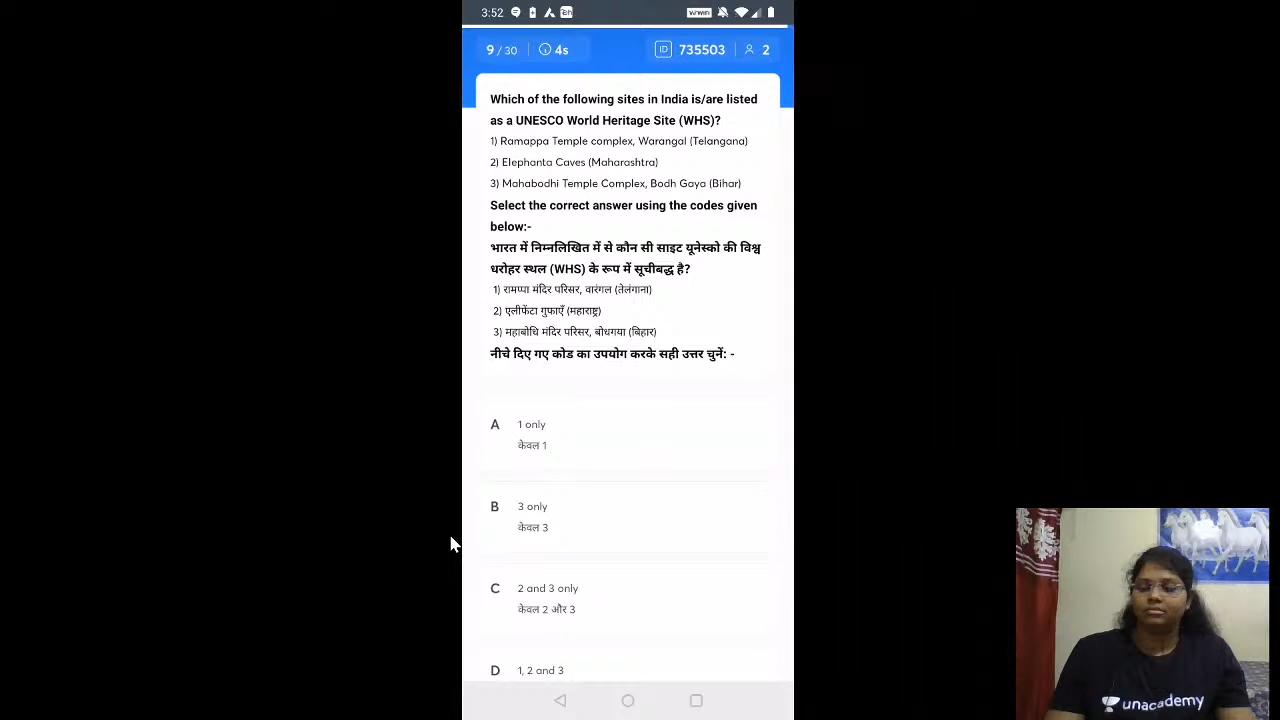 3:52
9 / 30
4s
ID 735503
2
Which of the following sites in India is/are listed
as a UNESCO World Heritage Site (WHS)?
1) Ramappa Temple complex, Warangal (Telangana)
2) Elephanta Caves (Maharashtra)
3) Mahabodhi Temple Complex, Bodh Gaya (Bihar)
Select the correct answer using the codes given
below:-
भारत में निम्नलिखित में से कौन सी साइट यूनेस्को की विश्व
धरोहर स्थल (WHS) के रूप में सूचीबद्ध है?
1) रामप्पा मंदिर परिसर, वारंगल (तेलंगाना)
2) एलीफेंटा गुफाएँ (महाराष्ट्र)
3) महाबोधि मंदिर परिसर, बोधगया (बिहार)
नीचे दिए गए कोड का उपयोग करके सही उत्तर चुनें: -
A 1 only
केवल 1
B 3 only
केवल 3
C 2 and 3 only
केवल 2 और 3
D 1, 2 and 3
unacademy